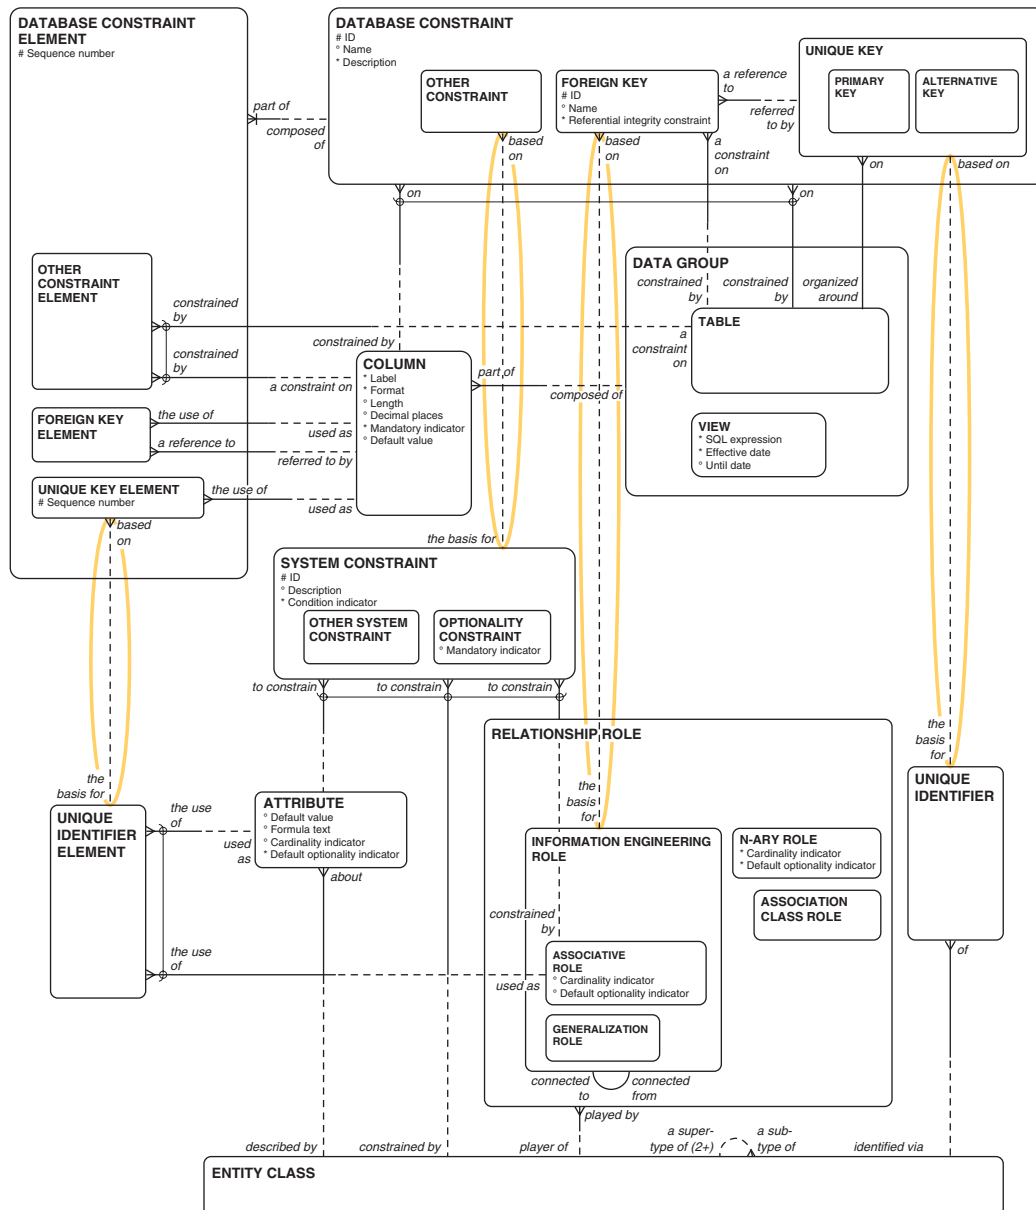 DATABASE CONSTRAINT
ELEMENT
# Sequence number
DATABASE CONSTRAINT
# ID
° Name
* Description
OTHER
CONSTRAINT
FOREIGN KEY
# ID
° Name
* Referential integrity constraint
a reference
to
referred
to by
UNIQUE KEY
PRIMARY
KEY
ALTERNATIVE
KEY
part of
composed
of
based
on
based
on
a
constraint
on
on
based on
on
on
OTHER
CONSTRAINT
ELEMENT
constrained
by
constrained
by
a constraint on
constrained by
DATA GROUP
constrained
by
constrained
by
organized
around
TABLE
a
constraint
on
COLUMN
* Label
* Format
° Length
° Decimal places
* Mandatory indicator
° Default value
part of
composed of
FOREIGN KEY
ELEMENT
the use of
used as
a reference to
referred to by
VIEW
* SQL expression
* Effective date
° Until date
UNIQUE KEY ELEMENT
# Sequence number
the use of
used as
based
on
the basis for
SYSTEM CONSTRAINT
# ID
° Description
* Condition indicator
OTHER SYSTEM
CONSTRAINT
OPTIONALITY
CONSTRAINT
° Mandatory indicator
to constrain
to constrain
to constrain
RELATIONSHIP ROLE
the
basis
for
the
basis for
the
basis
for
UNIQUE
IDENTIFIER
ELEMENT
the use
of
used
as
ATTRIBUTE
° Default value
° Formula text
° Cardinality indicator
* Default optionality indicator
about
UNIQUE
IDENTIFIER
INFORMATION ENGINEERING
ROLE
N-ARY ROLE
* Cardinality indicator
* Default optionality indicator
ASSOCIATION
CLASS ROLE
constrained
by
the use
of
used as
ASSOCIATIVE
ROLE
° Cardinality indicator
° Default optionality indicator
of
GENERALIZATION
ROLE
connected
to
connected
from
played by
described by
constrained by
player of
a super-
type of (2+)
a sub-
type of
identified via
ENTITY CLASS